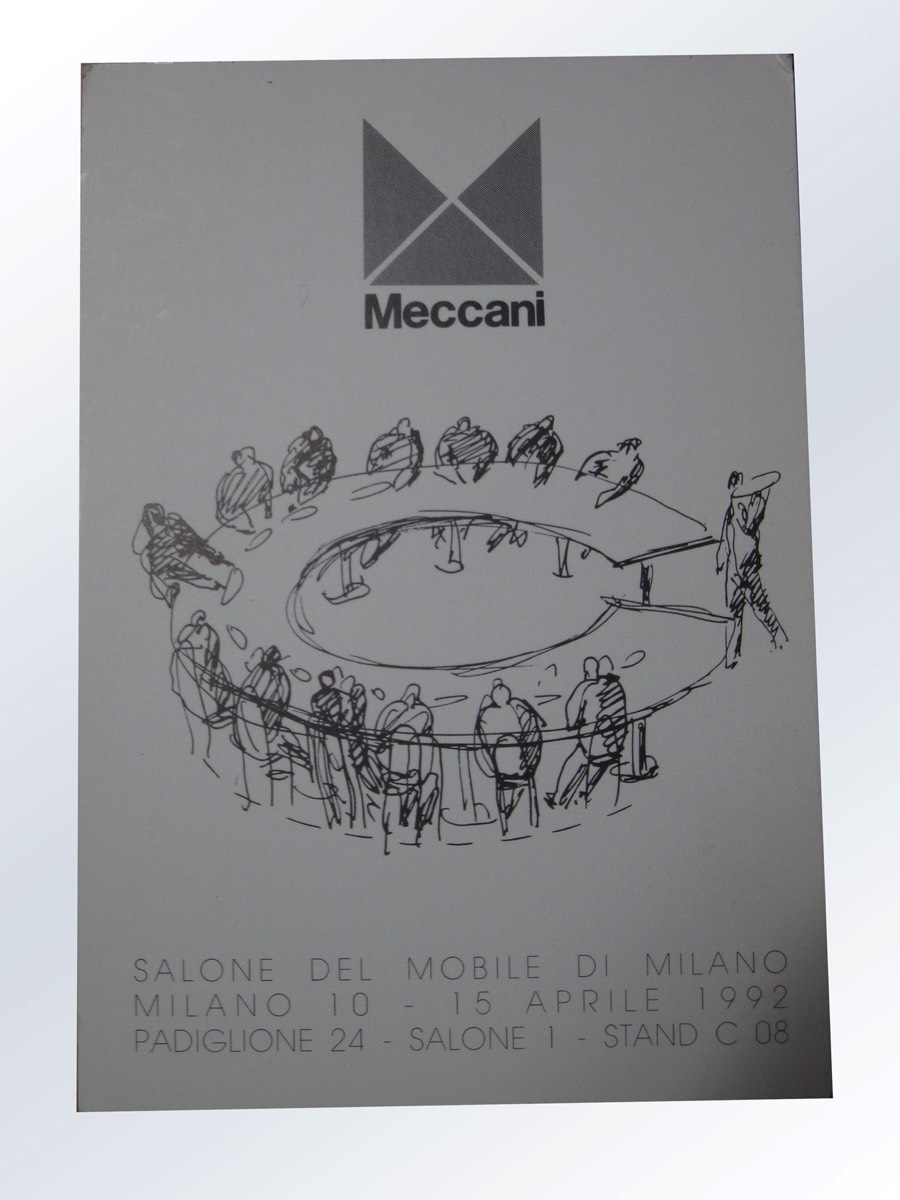 Meccani
SALONE DEL MOBILE DI MILANO
MILANO 10 - 15 APRILE 1992
PADIGLIONE 24 - SALONE 1 - STAND C 08